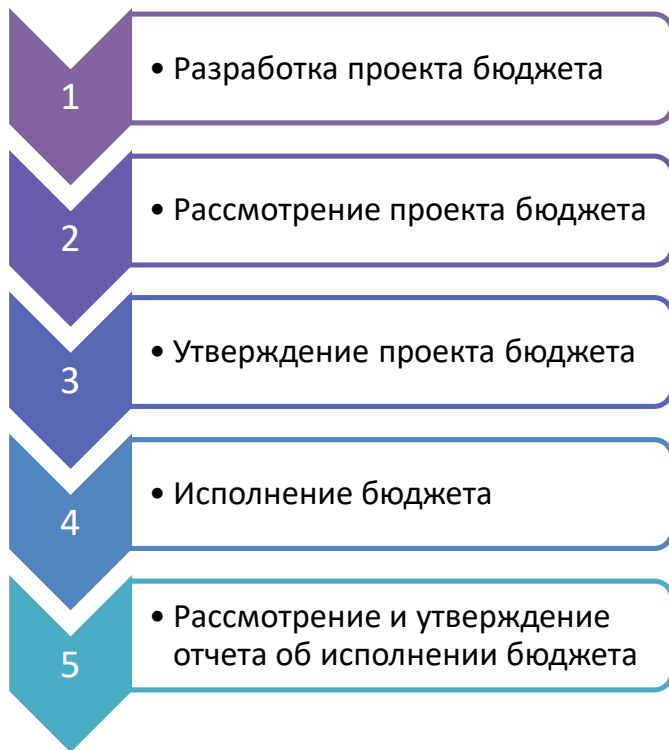 1
• Разработка проекта бюджета
2
• Рассмотрение проекта бюджета
3
• Утверждение проекта бюджета
4
• Исполнение бюджета
5
• Рассмотрение и утверждение
отчета об исполнении бюджета